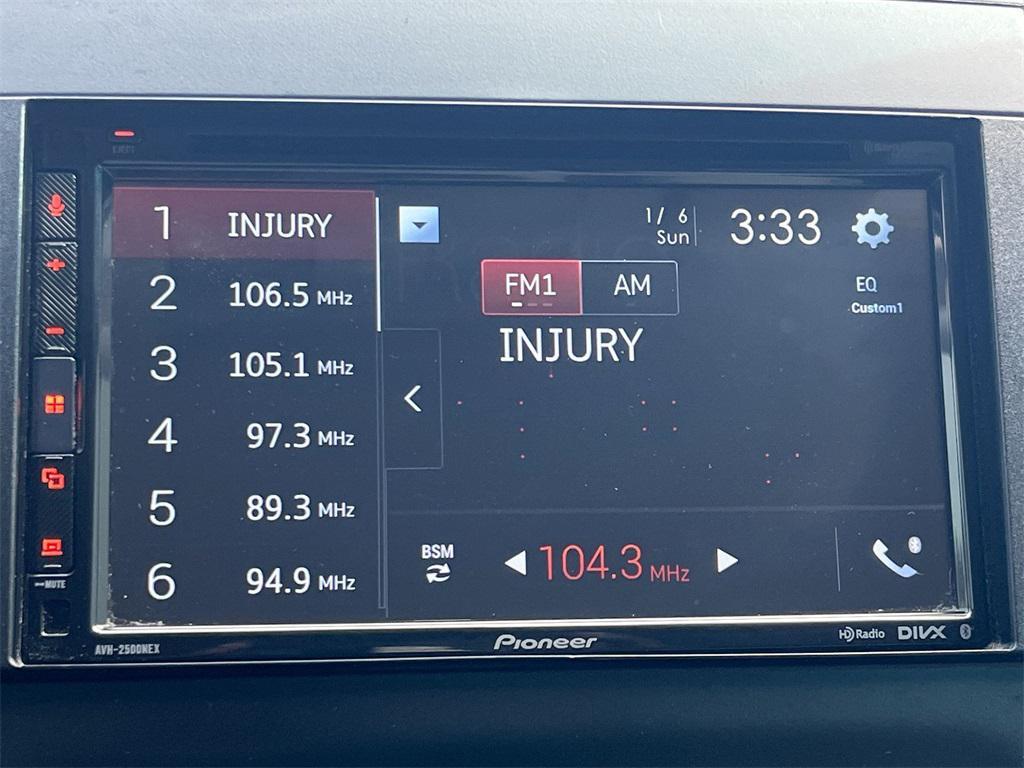 EJECT
1 INJURY
2 106.5 MHz
3 105.1 MHz
4 97.3 MHz
5 89.3 MHz
6 94.9 MHz
1/ 6
Sun
3:33
FM1 AM
EQ
Custom1
INJURY
BSM
104.3 MHz
MUTE
AVH-2500NEX
Pioneer
HD Radio DIVX